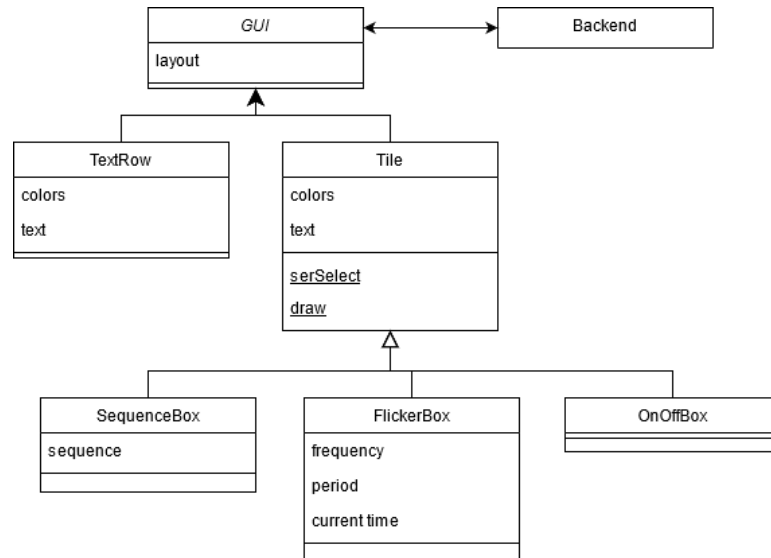 GUI
Backend
layout
TextRow
Tile
colors
text
colors
text
serSelect
draw
SequenceBox
FlickerBox
OnOffBox
sequence
frequency
period
current time